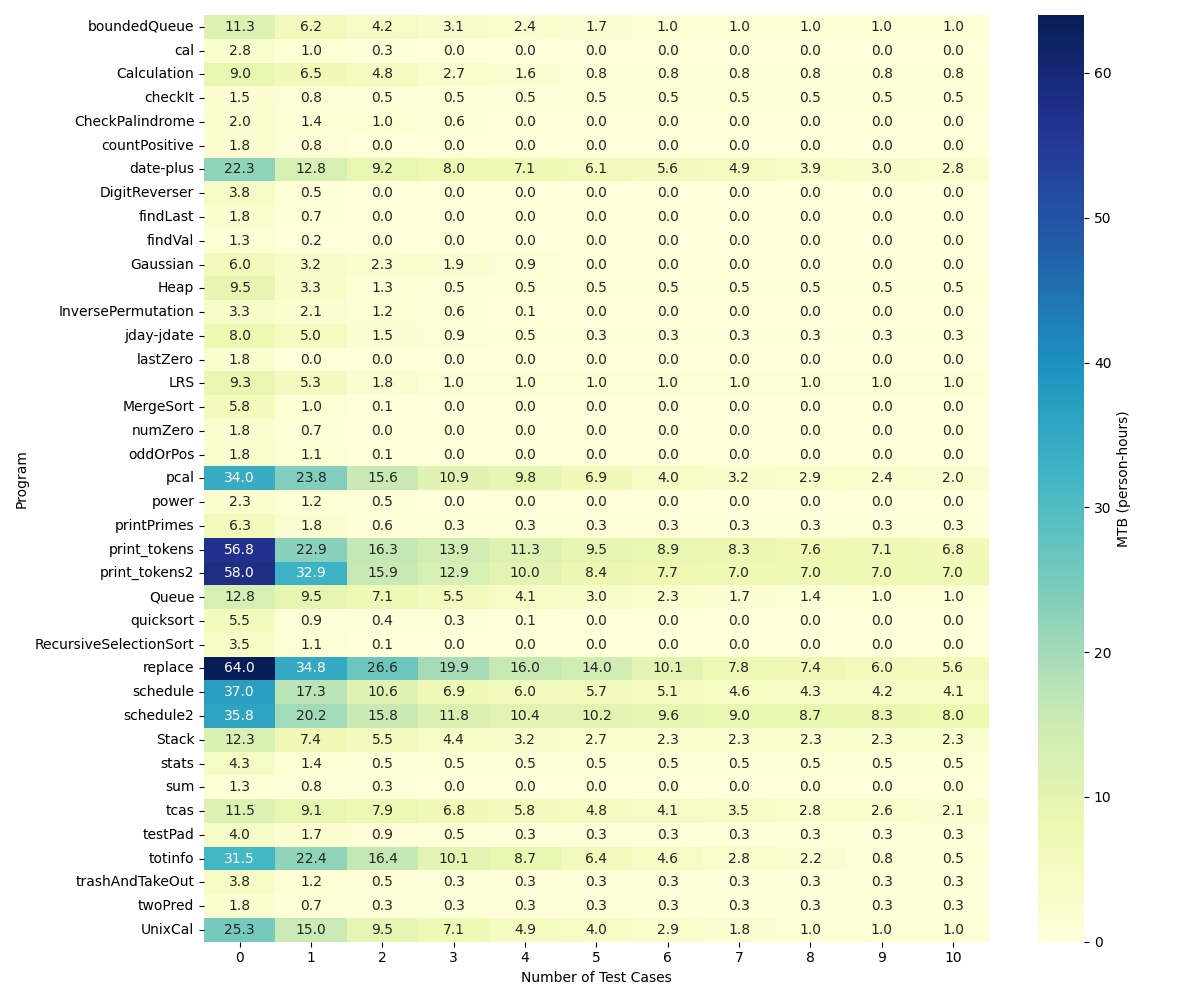 boundedQueue 11.3 6.2 4.2 3.1 2.4 1.7 1.0 1.0 1.0 1.0 1.0
cal 2.8 1.0 0.3 0.0 0.0 0.0 0.0 0.0 0.0 0.0 0.0
Calculation 9.0 6.5 4.8 2.7 1.6 0.8 0.8 0.8 0.8 0.8 0.8
checkIt 1.5 0.8 0.5 0.5 0.5 0.5 0.5 0.5 0.5 0.5 0.5
CheckPalindrome 2.0 1.4 1.0 0.6 0.0 0.0 0.0 0.0 0.0 0.0 0.0
countPositive 1.8 0.8 0.0 0.0 0.0 0.0 0.0 0.0 0.0 0.0 0.0
date-plus 22.3 12.8 9.2 8.0 7.1 6.1 5.6 4.9 3.9 3.0 2.8
DigitReverser 3.8 0.5 0.0 0.0 0.0 0.0 0.0 0.0 0.0 0.0 0.0
findLast 1.8 0.7 0.0 0.0 0.0 0.0 0.0 0.0 0.0 0.0 0.0
findVal 1.3 0.2 0.0 0.0 0.0 0.0 0.0 0.0 0.0 0.0 0.0
Gaussian 6.0 3.2 2.3 1.9 0.9 0.0 0.0 0.0 0.0 0.0 0.0
Heap 9.5 3.3 1.3 0.5 0.5 0.5 0.5 0.5 0.5 0.5 0.5
InversePermutation 3.3 2.1 1.2 0.6 0.1 0.0 0.0 0.0 0.0 0.0 0.0
jday-jdate 8.0 5.0 1.5 0.9 0.5 0.3 0.3 0.3 0.3 0.3 0.3
lastZero 1.8 0.0 0.0 0.0 0.0 0.0 0.0 0.0 0.0 0.0 0.0
LRS 9.3 5.3 1.8 1.0 1.0 1.0 1.0 1.0 1.0 1.0 1.0
MergeSort 5.8 1.0 0.1 0.0 0.0 0.0 0.0 0.0 0.0 0.0 0.0
numZero 1.8 0.7 0.0 0.0 0.0 0.0 0.0 0.0 0.0 0.0 0.0
oddOrPos 1.8 1.1 0.1 0.0 0.0 0.0 0.0 0.0 0.0 0.0 0.0
pcal 34.0 23.8 15.6 10.9 9.8 6.9 4.0 3.2 2.9 2.4 2.0
power 2.3 1.2 0.5 0.0 0.0 0.0 0.0 0.0 0.0 0.0 0.0
printPrimes 6.3 1.8 0.6 0.3 0.3 0.3 0.3 0.3 0.3 0.3 0.3
print_tokens 56.8 22.9 16.3 13.9 11.3 9.5 8.9 8.3 7.6 7.1 6.8
print_tokens2 58.0 32.9 15.9 12.9 10.0 8.4 7.7 7.0 7.0 7.0 7.0
Queue 12.8 9.5 7.1 5.5 4.1 3.0 2.3 1.7 1.4 1.0 1.0
quicksort 5.5 0.9 0.4 0.3 0.1 0.0 0.0 0.0 0.0 0.0 0.0
RecursiveSelectionSort 3.5 1.1 0.1 0.0 0.0 0.0 0.0 0.0 0.0 0.0 0.0
replace 64.0 34.8 26.6 19.9 16.0 14.0 10.1 7.8 7.4 6.0 5.6
schedule 37.0 17.3 10.6 6.9 6.0 5.7 5.1 4.6 4.3 4.2 4.1
schedule2 35.8 20.2 15.8 11.8 10.4 10.2 9.6 9.0 8.7 8.3 8.0
Stack 12.3 7.4 5.5 4.4 3.2 2.7 2.3 2.3 2.3 2.3 2.3
stats 4.3 1.4 0.5 0.5 0.5 0.5 0.5 0.5 0.5 0.5 0.5
sum 1.3 0.8 0.3 0.0 0.0 0.0 0.0 0.0 0.0 0.0 0.0
tcas 11.5 9.1 7.9 6.8 5.8 4.8 4.1 3.5 2.8 2.6 2.1
testPad 4.0 1.7 0.9 0.5 0.3 0.3 0.3 0.3 0.3 0.3 0.3
totinfo 31.5 22.4 16.4 10.1 8.7 6.4 4.6 2.8 2.2 0.8 0.5
trashAndTakeOut 3.8 1.2 0.5 0.3 0.3 0.3 0.3 0.3 0.3 0.3 0.3
twoPred 1.8 0.7 0.3 0.3 0.3 0.3 0.3 0.3 0.3 0.3 0.3
UnixCal 25.3 15.0 9.5 7.1 4.9 4.0 2.9 1.8 1.0 1.0 1.0
0 1 2 3 4 5 6 7 8 9 10
Number of Test Cases
Program
60
50
40
30
20
10
0
MTB (person-hours)